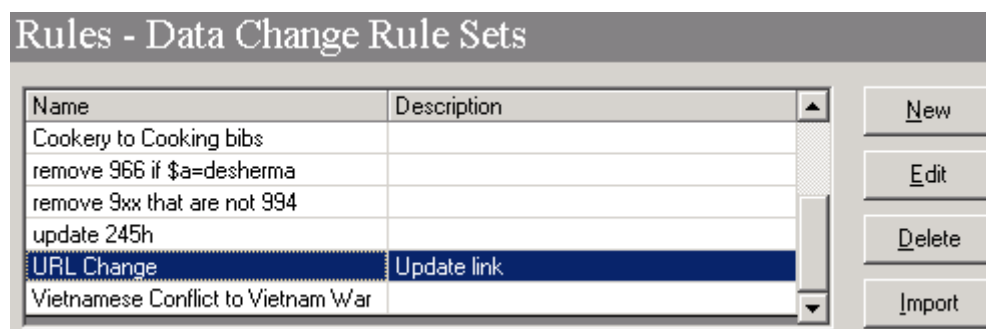 Rules - Data Change Rule Sets
Name Description
New
Cookery to Cooking bibs
remove 966 if $a=desherma
Edit
remove 9xx that are not 994
update 245h
Delete
URL Change Update link
Vietnamese Conflict to Vietnam War
Import